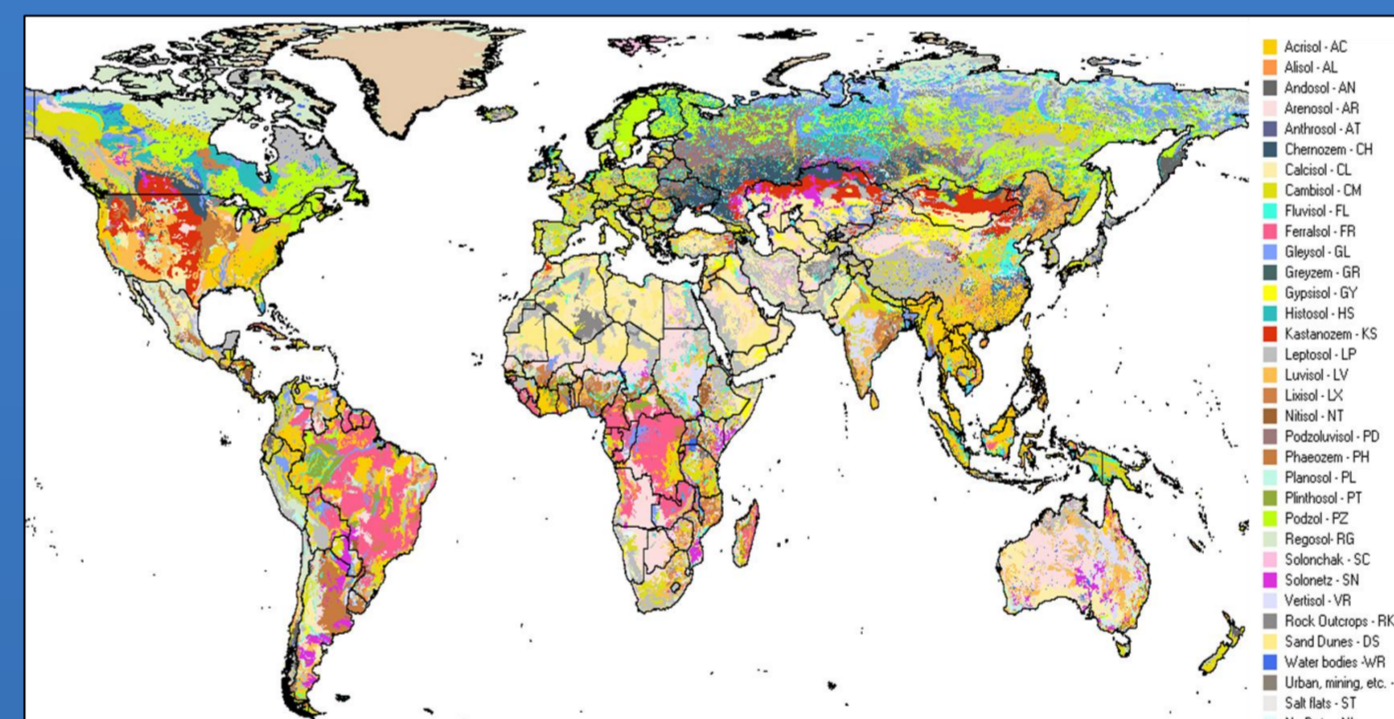 Acrisol - AC
Alisol - AL
Andosol - AN
Arenosol - AR
Anthrosol - AT
Chernozem - CH
Calcisol - CL
Cambisol - CM
Fluvisol - FL
Ferralsol - FR
Gleysol - GL
Greyzem - GR
Gypsisol - GY
Histosol - HS
Kastanozem - KS
Leptosol - LP
Luvisol - LV
Lixisol - LX
Nitisol - NT
Podzoluvisol - PD
Phaeozem - PH
Planosol - PL
Plinthosol - PT
Podzol - PZ
Regosol- RG
Solonchak - SC
Solonetz - SN
Vertisol - VR
Rock Outcrops - RK
Sand Dunes - DS
Water bodies -WR
Urban, mining, etc. -
Salt flats - ST